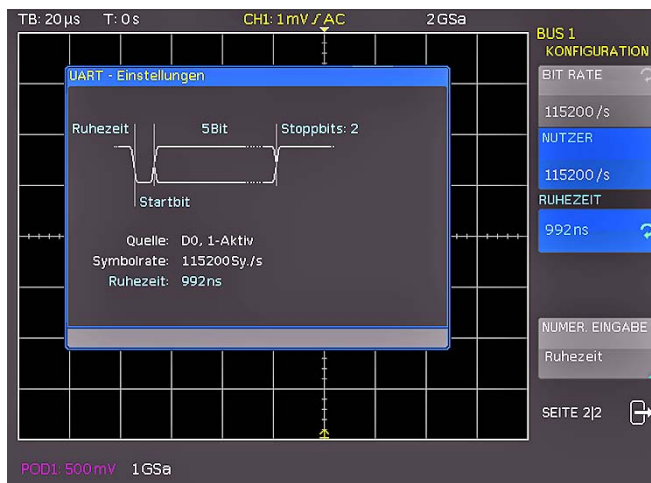 TB: 20µs T: 0s CH1: 1mV AC 2GSa
BUS 1
KONFIGURATION
UART - Einstellungen
BIT RATE
115200/s
Ruhezeit 5Bit Stoppbits: 2
NUTZER
115200/s
Startbit
RUHEZEIT
992ns
Quelle: D0, 1-Aktiv
Symbolrate: 115200Sy./s
Ruhezeit: 992ns
NUMER. EINGABE
Ruhezeit
SEITE 2|2
POD1: 500mV 1GSa